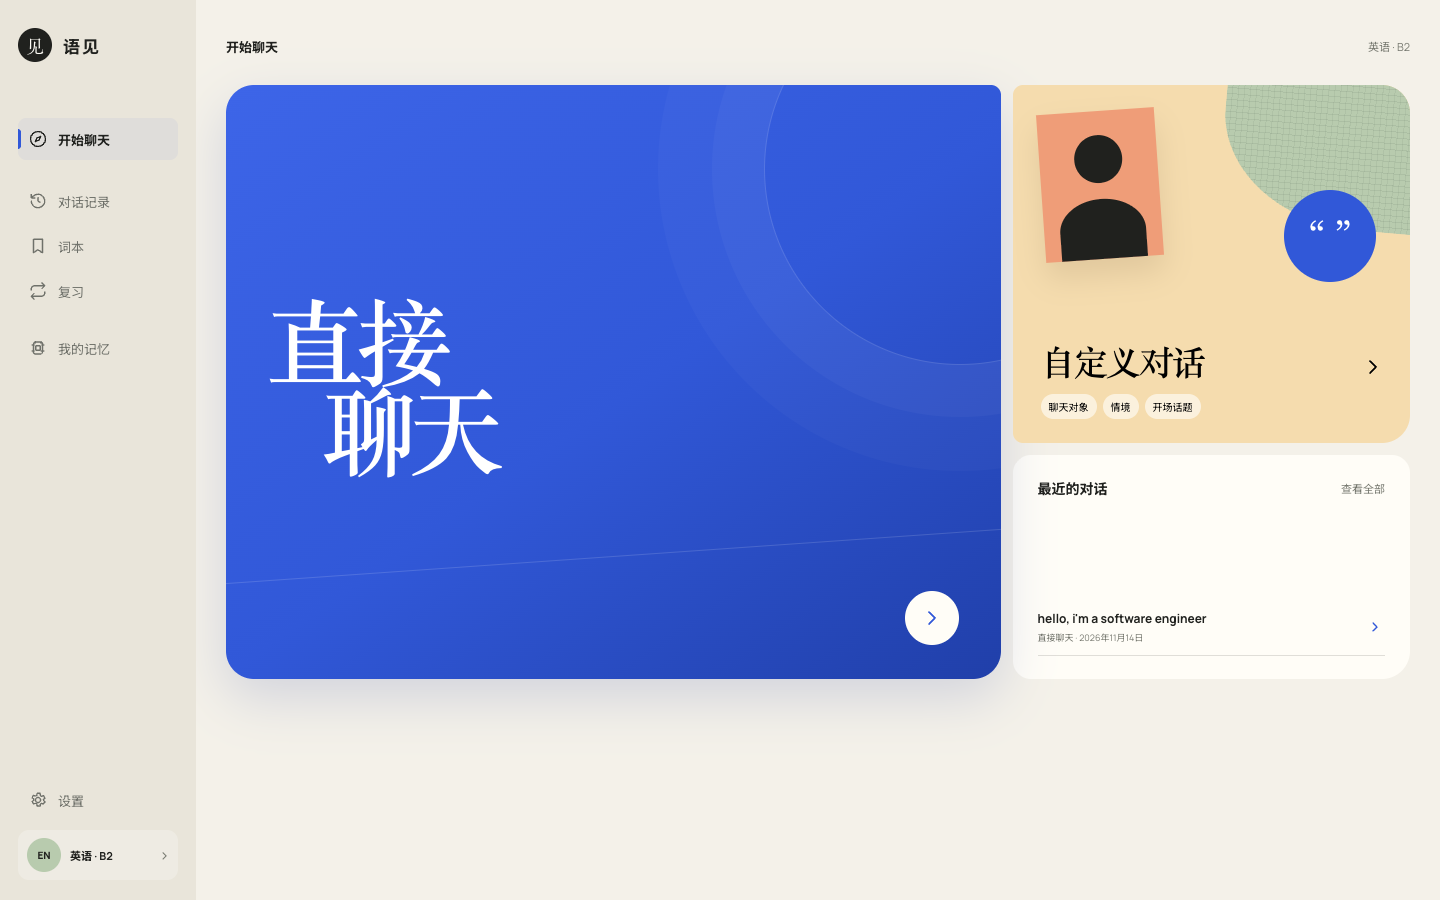 见 语见
开始聊天
对话记录
词本
复习
我的记忆
设置
EN 英语 · B2
开始聊天
英语 · B2
直接
聊天
“ ”
自定义对话
聊天对象 情境 开场话题
最近的对话
查看全部
hello, i'm a software engineer
直接聊天 · 2026年11月14日